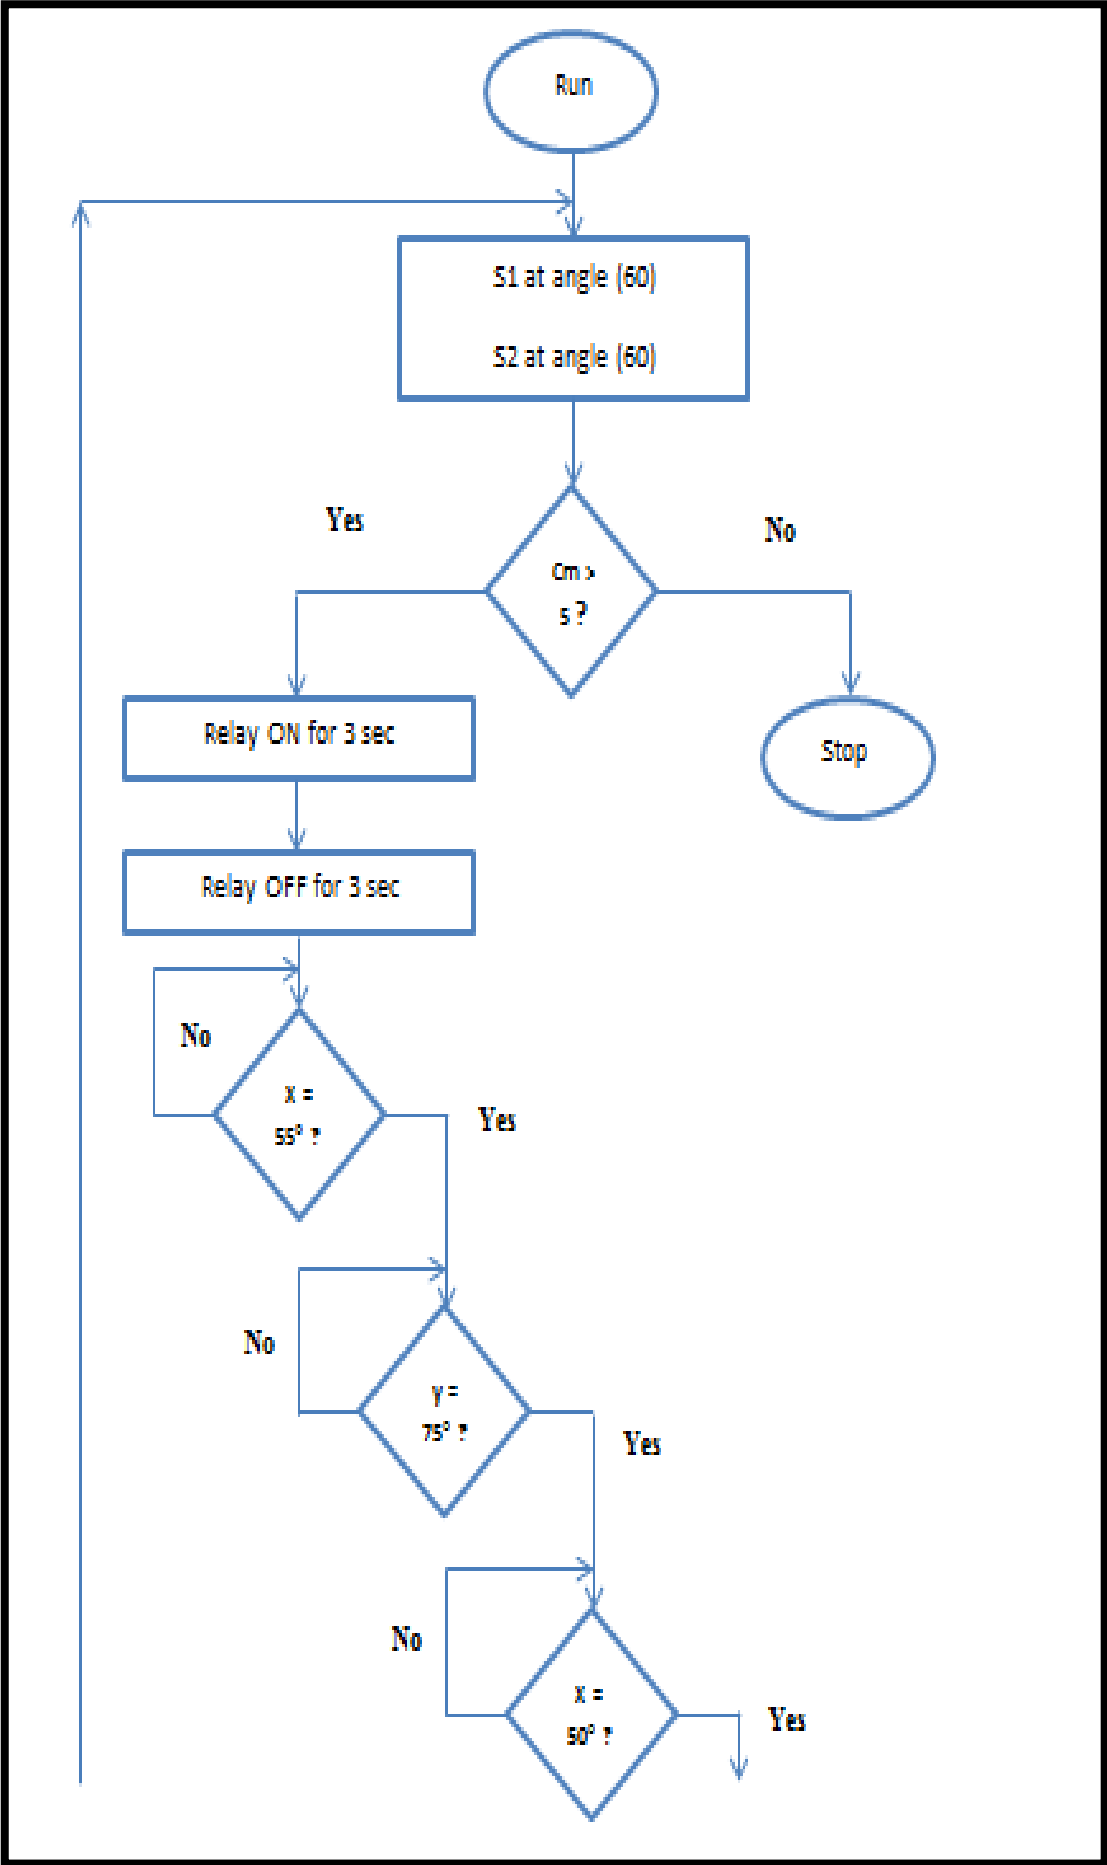 Run
S1 at angle (60)
S2 at angle (60)
Yes
No
Cm >
5 ?
Relay ON for 3 sec
Stop
Relay OFF for 3 sec
No
x =
55° ?
Yes
No
y =
75° ?
Yes
No
x =
50° ?
Yes